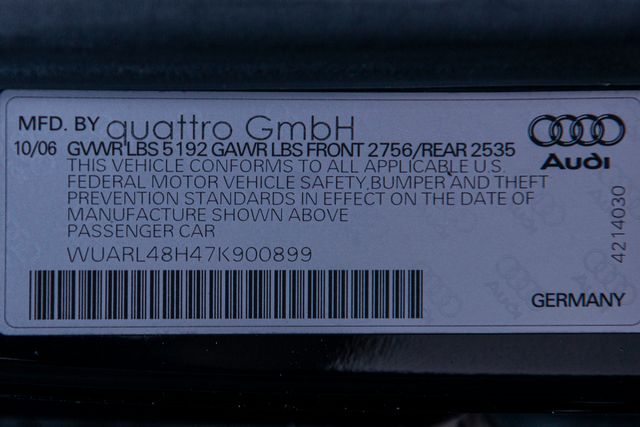 MFD. BY quattro GmbH
10/06 GVWR LBS 5192 GAWR LBS FRONT 2756/REAR 2535
THIS VEHICLE CONFORMS TO ALL APPLICABLE U.S.
FEDERAL MOTOR VEHICLE SAFETY,BUMPER AND THEFT
PREVENTION STANDARDS IN EFFECT ON THE DATE OF
MANUFACTURE SHOWN ABOVE
PASSENGER CAR
WUARL48H47K900899
Audi
4214030
GERMANY